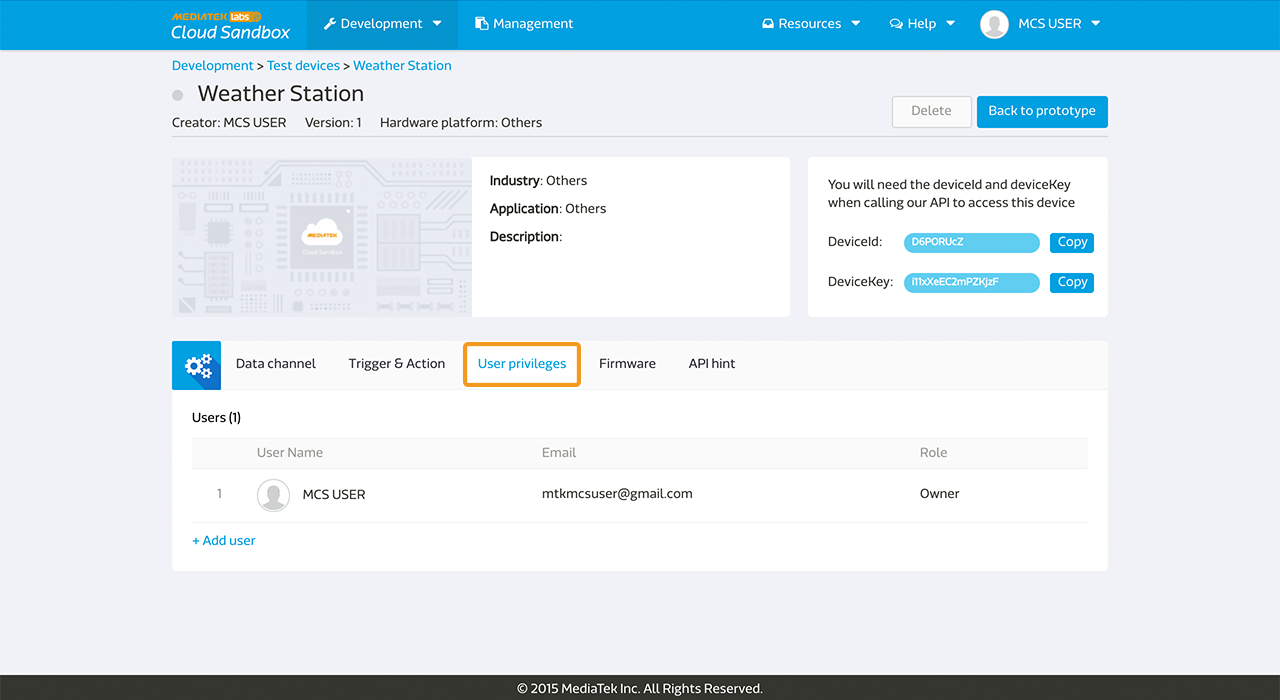 MEDIATEK labs
Cloud Sandbox
Development
Management
Resources
Help
MCS USER
Development > Test devices > Weather Station
Weather Station
Creator: MCS USER Version: 1 Hardware platform: Others
Delete
Back to prototype
MEDIATEK
Cloud Sandbox
Industry: Others
Application: Others
Description:
You will need the deviceId and deviceKey
when calling our API to access this device
DeviceId: D6PORUcZ Copy
DeviceKey: i11xXeEC2mPZKjzF Copy
Data channel Trigger & Action User privileges Firmware API hint
Users (1)
User Name Email Role
1 MCS USER mtkmcsuser@gmail.com Owner
+ Add user
© 2015 MediaTek Inc. All Rights Reserved.